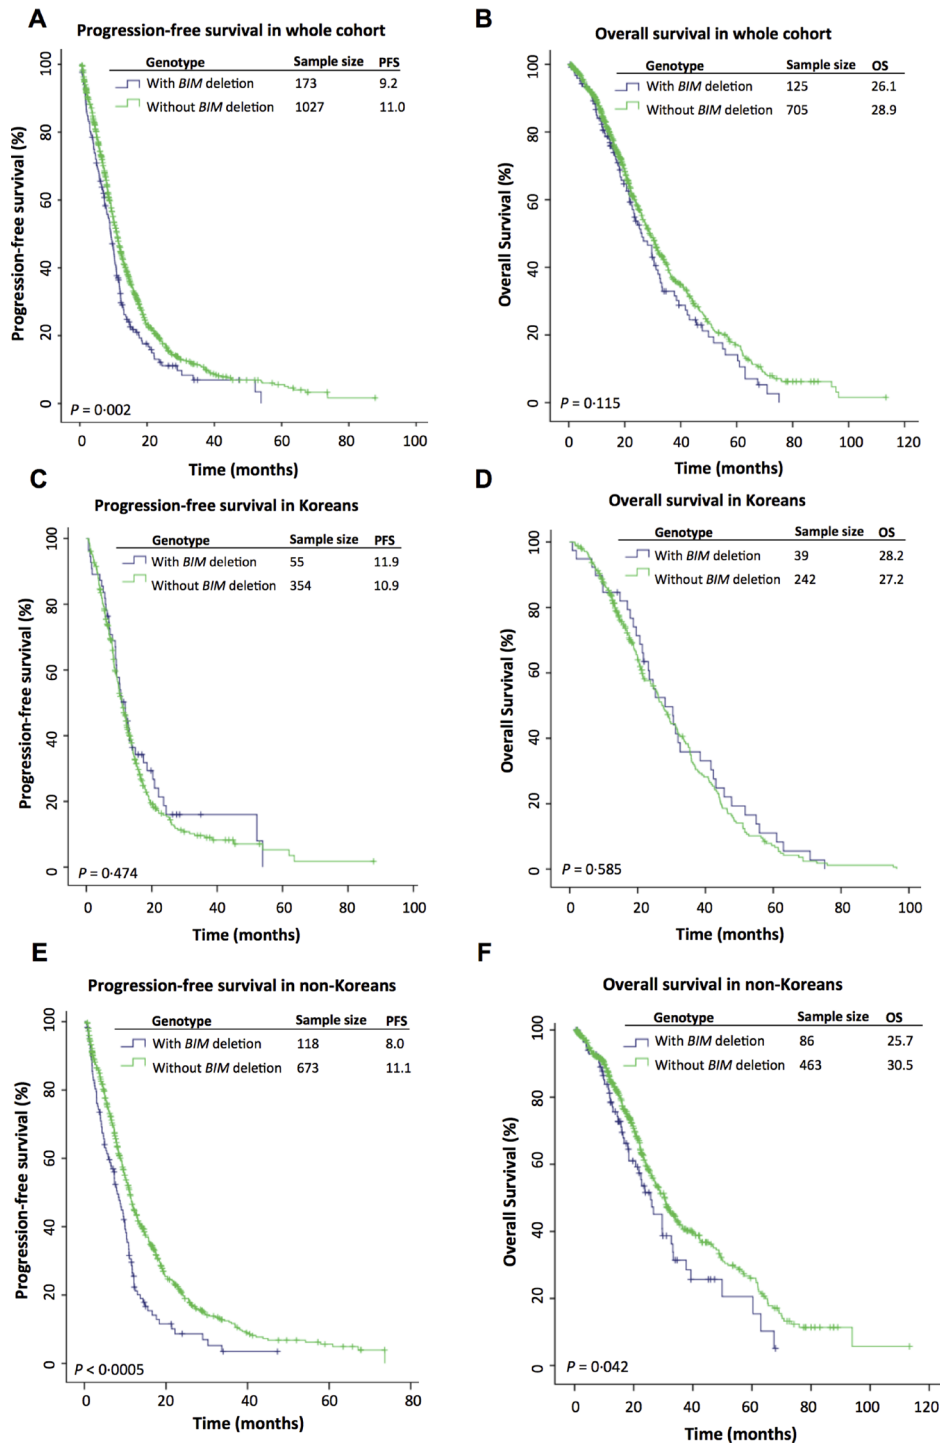 A
Progression-free survival in whole cohort
Genotype Sample size PFS
With BIM deletion 173 9.2
Without BIM deletion 1027 11.0
Progression-free survival (%)
100
80
60
40
20
0
P = 0·002
0 20 40 60 80 100
Time (months)
B
Overall survival in whole cohort
Genotype Sample size OS
With BIM deletion 125 26.1
Without BIM deletion 705 28.9
Overall Survival (%)
100
80
60
40
20
0
P = 0·115
0 20 40 60 80 100 120
Time (months)
C
Progression-free survival in Koreans
Genotype Sample size PFS
With BIM deletion 55 11.9
Without BIM deletion 354 10.9
Progression-free survival (%)
100
80
60
40
20
0
P = 0·474
0 20 40 60 80 100
Time (months)
D
Overall survival in Koreans
Genotype Sample size OS
With BIM deletion 39 28.2
Without BIM deletion 242 27.2
Overall Survival (%)
100
80
60
40
20
0
P = 0·585
0 20 40 60 80 100
Time (months)
E
Progression-free survival in non-Koreans
Genotype Sample size PFS
With BIM deletion 118 8.0
Without BIM deletion 673 11.1
Progression-free survival (%)
100
80
60
40
20
0
P < 0·0005
0 20 40 60 80
Time (months)
F
Overall survival in non-Koreans
Genotype Sample size OS
With BIM deletion 86 25.7
Without BIM deletion 463 30.5
Overall Survival (%)
100
80
60
40
20
0
P = 0·042
0 20 40 60 80 100 120
Time (months)